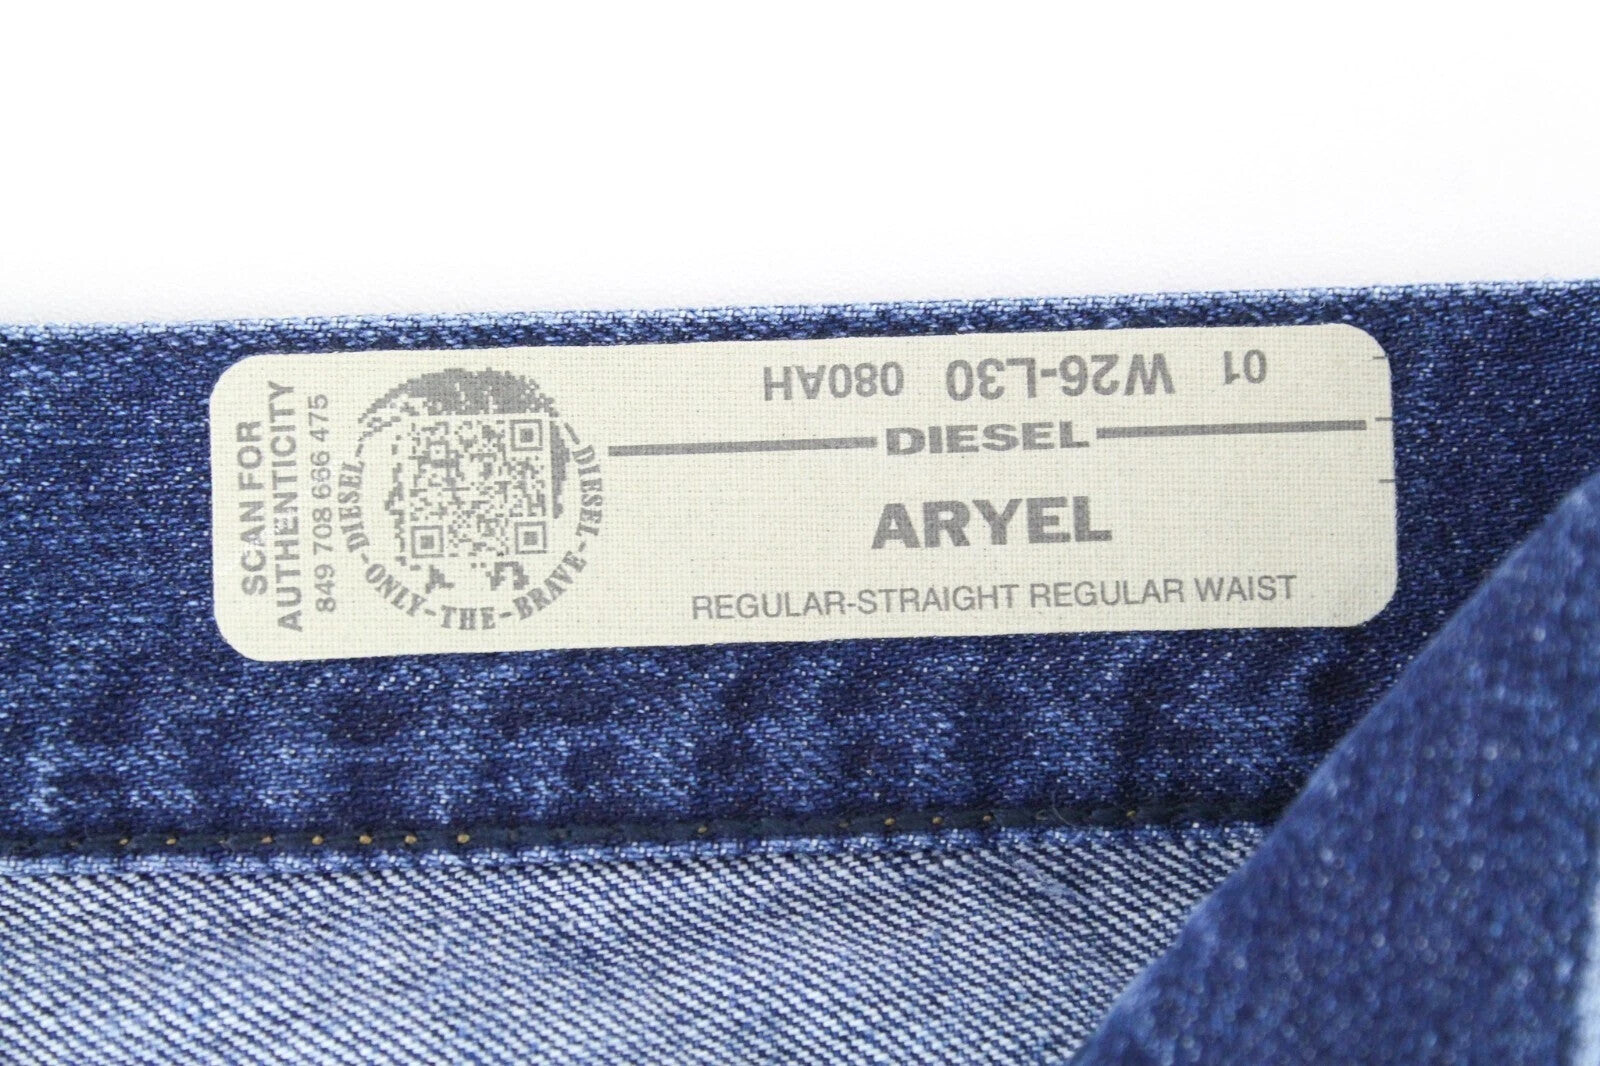 01 W26-L30 080AH
DIESEL
ARYEL
REGULAR-STRAIGHT REGULAR WAIST
SCAN FOR
AUTHENTICITY
849 708 666 475
DIESEL-ONLY-THE-BRAVE-DIESEL